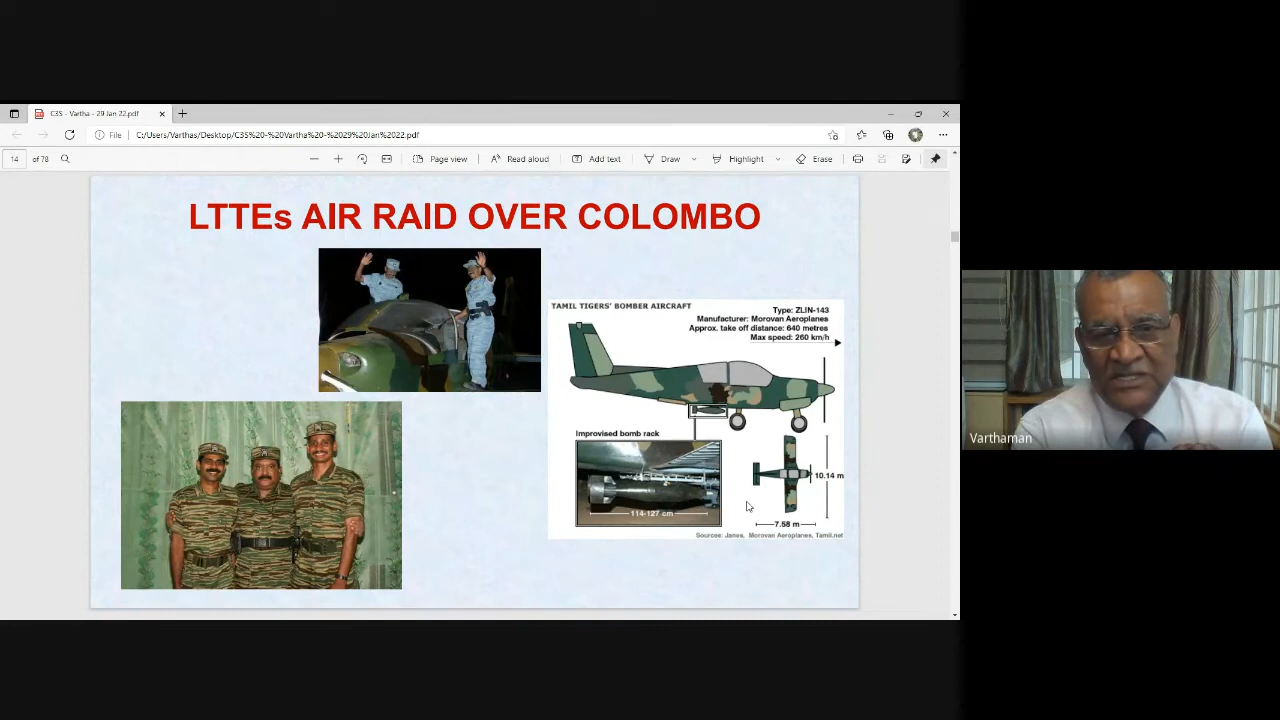 C3S - Vartha - 29 Jan 22.pdf
File
C:/Users/Varthas/Desktop/C3S%20-%20Vartha%20-%2029%20Jan%2022.pdf
14 of 78
Page view
Read aloud
Add text
Draw
Highlight
Erase
LTTEs AIR RAID OVER COLOMBO
TAMIL TIGERS' BOMBER AIRCRAFT
Type: ZLIN-143
Manufacturer: Morovan Aeroplanes
Approx. take off distance: 640 metres
Max speed: 260 km/h
Improvised bomb rack
114-127 cm
10.14 m
7.58 m
Sources: Janes, Morovan Aeroplanes, Tamil.net
Varthaman